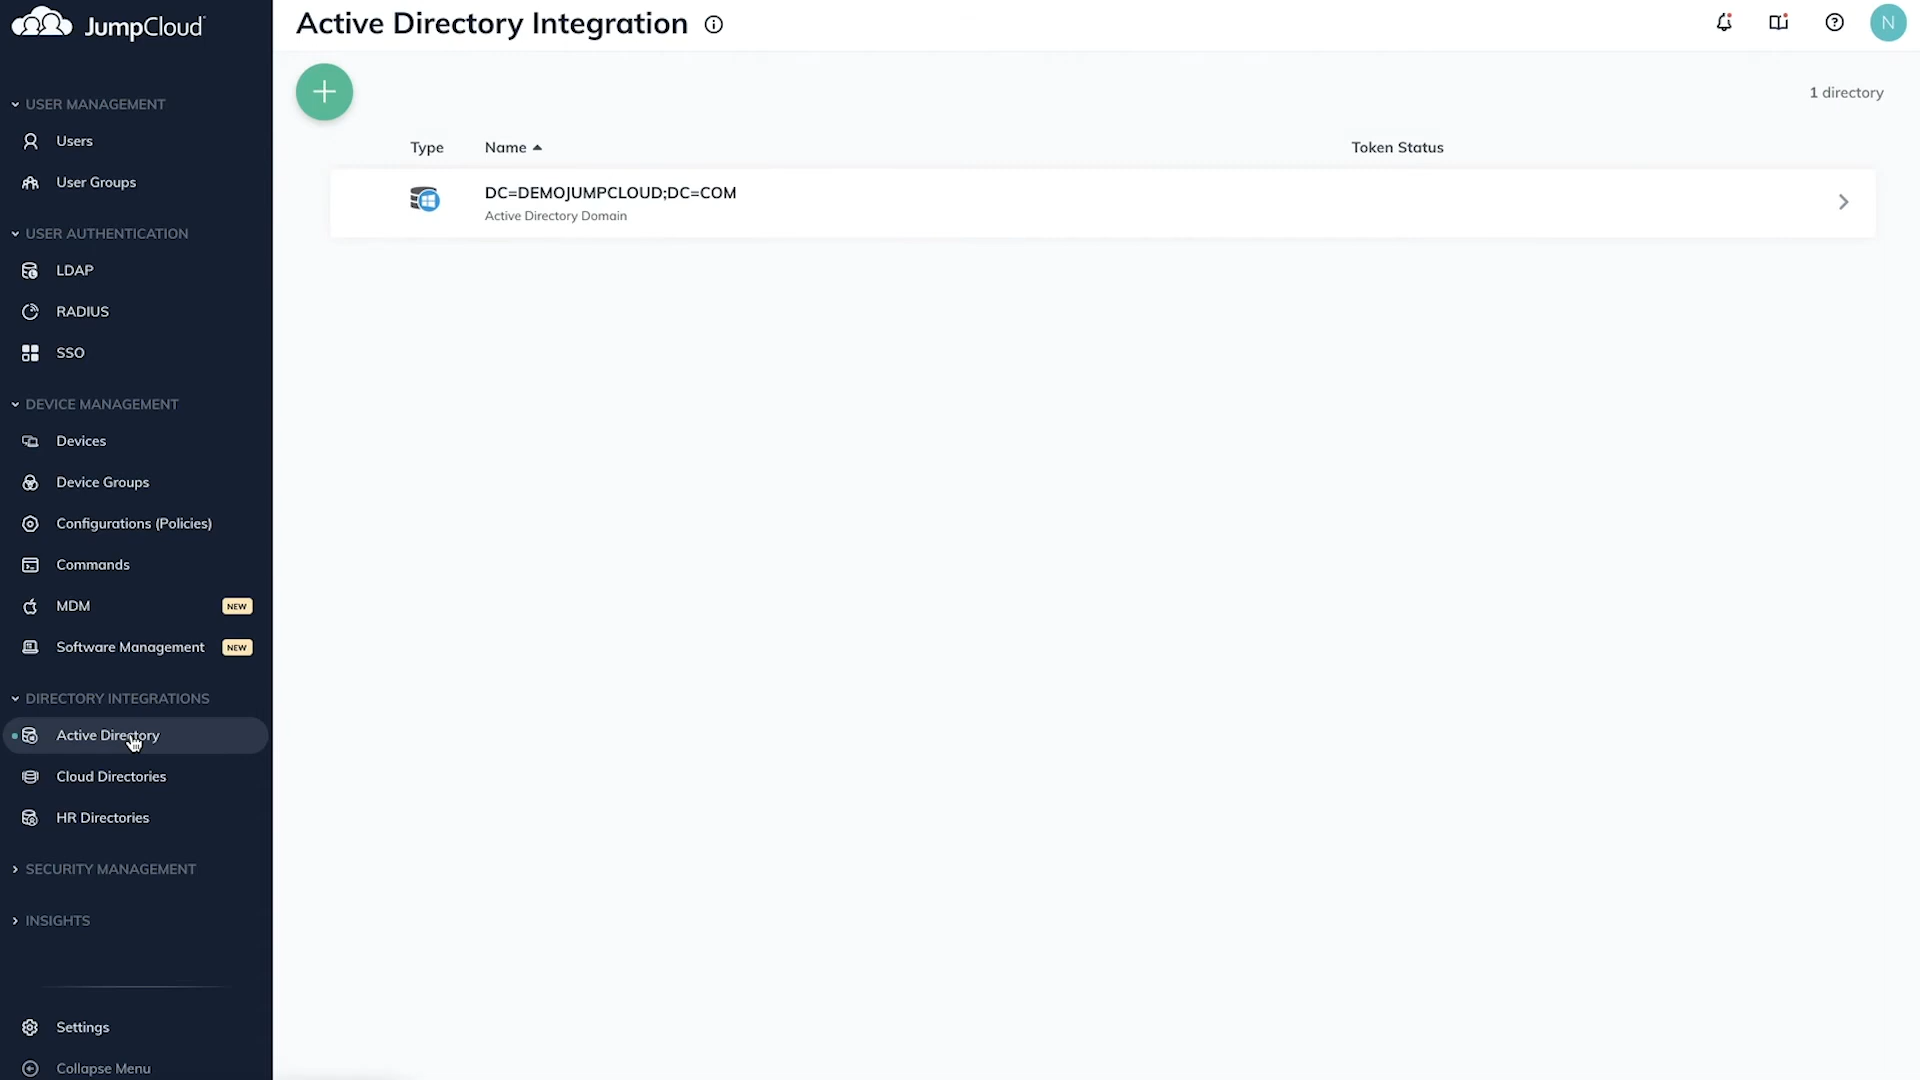 JumpCloud
Active Directory Integration
N
1 directory
USER MANAGEMENT
Users
User Groups
USER AUTHENTICATION
LDAP
RADIUS
SSO
DEVICE MANAGEMENT
Devices
Device Groups
Configurations (Policies)
Commands
MDM NEW
Software Management NEW
DIRECTORY INTEGRATIONS
Active Directory
Cloud Directories
HR Directories
SECURITY MANAGEMENT
INSIGHTS
Settings
Collapse Menu
Type Name Token Status
DC=DEMOJUMPCLOUD;DC=COM
Active Directory Domain